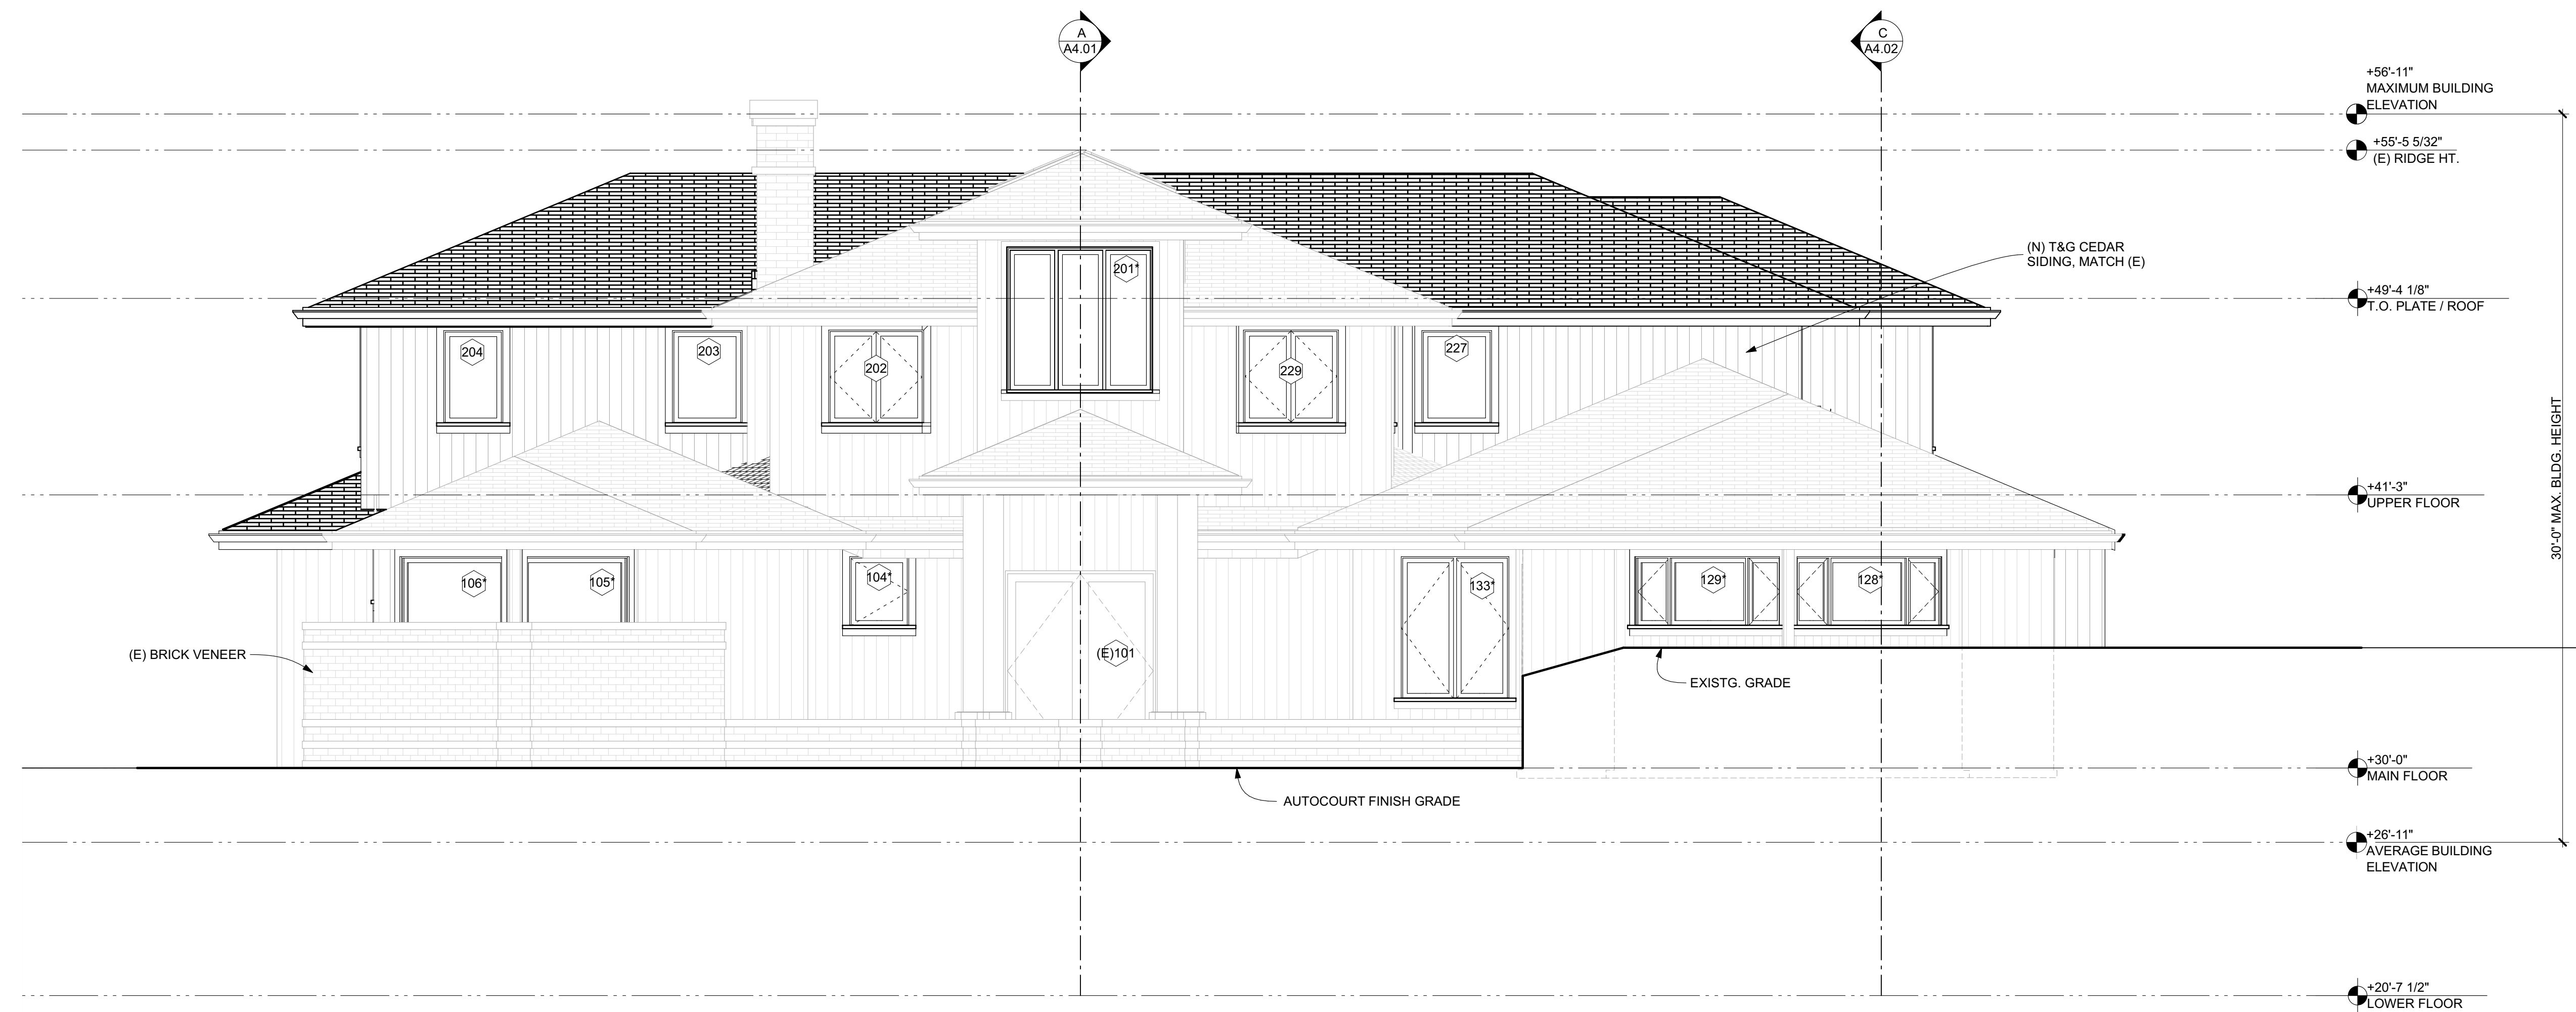 A
A4.01
C
A4.02
+56'-11"
MAXIMUM BUILDING
ELEVATION
+55'-5 5/32"
(E) RIDGE HT.
201*
(N) T&G CEDAR
SIDING, MATCH (E)
+49'-4 1/8"
T.O. PLATE / ROOF
204
203
202
229
227
30'-0" MAX. BLDG. HEIGHT
+41'-3"
UPPER FLOOR
106*
105*
104*
133*
129*
128*
(E) BRICK VENEER
(E)101
EXISTG. GRADE
+30'-0"
MAIN FLOOR
AUTOCOURT FINISH GRADE
+26'-11"
AVERAGE BUILDING
ELEVATION
+20'-7 1/2"
LOWER FLOOR